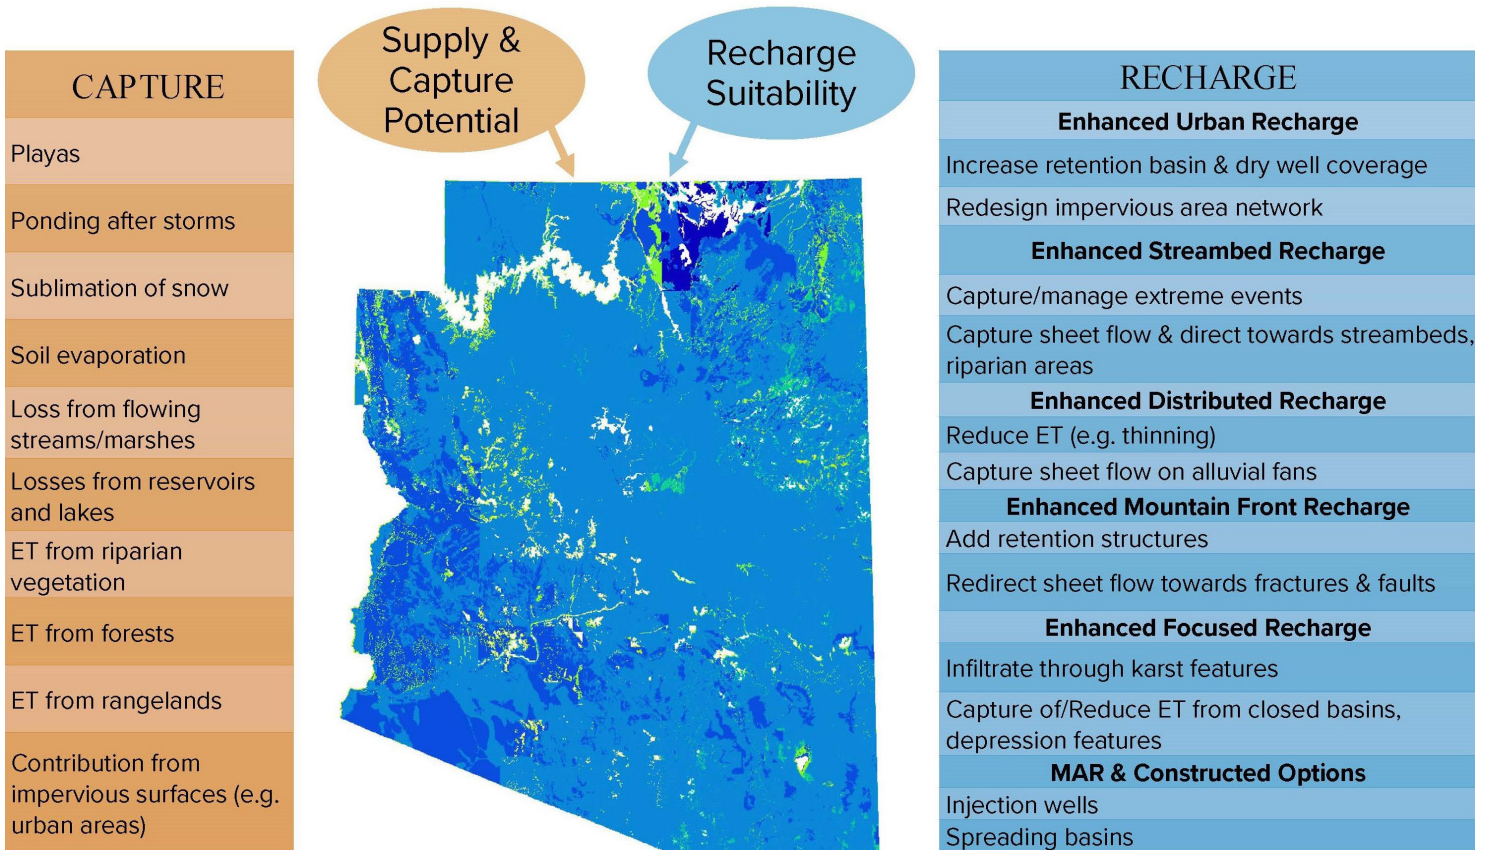 CAPTURE
Playas
Ponding after storms
Sublimation of snow
Soil evaporation
Loss from flowing
streams/marshes
Losses from reservoirs
and lakes
ET from riparian
vegetation
ET from forests
ET from rangelands
Contribution from
impervious surfaces (e.g.
urban areas)
Supply &
Capture
Potential
Recharge
Suitability
RECHARGE
Enhanced Urban Recharge
Increase retention basin & dry well coverage
Redesign impervious area network
Enhanced Streambed Recharge
Capture/manage extreme events
Capture sheet flow & direct towards streambeds,
riparian areas
Enhanced Distributed Recharge
Reduce ET (e.g. thinning)
Capture sheet flow on alluvial fans
Enhanced Mountain Front Recharge
Add retention structures
Redirect sheet flow towards fractures & faults
Enhanced Focused Recharge
Infiltrate through karst features
Capture of/Reduce ET from closed basins,
depression features
MAR & Constructed Options
Injection wells
Spreading basins